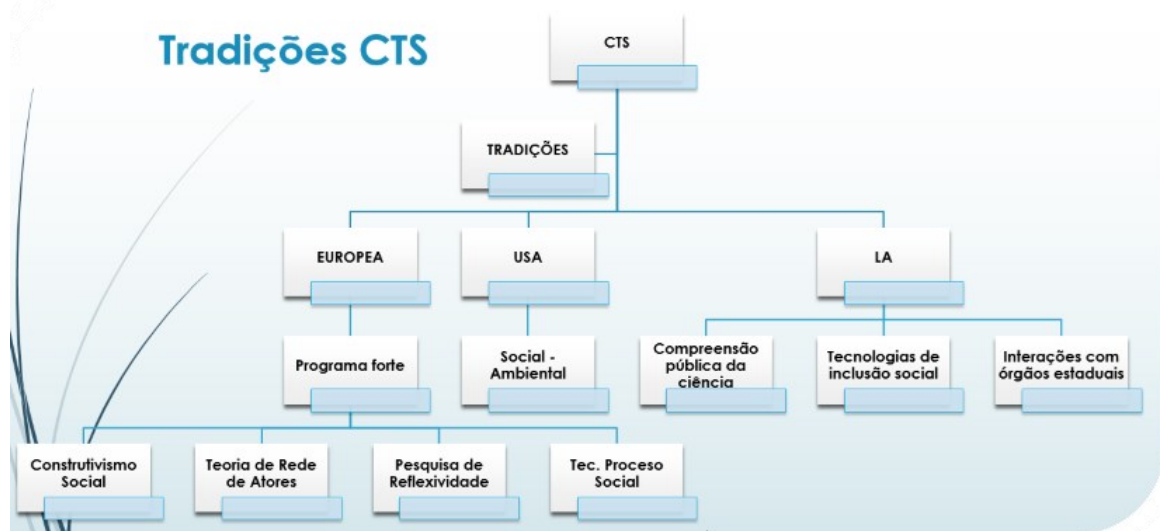 Tradições CTS
CTS
TRADIÇÕES
EUROPEA
USA
LA
Programa forte
Social -
Ambiental
Compreensão
pública da
ciência
Tecnologias de
inclusão social
Interações com
órgãos estaduais
Construtivismo
Social
Teoria de Rede
de Atores
Pesquisa de
Reflexividade
Tec. Proceso
Social